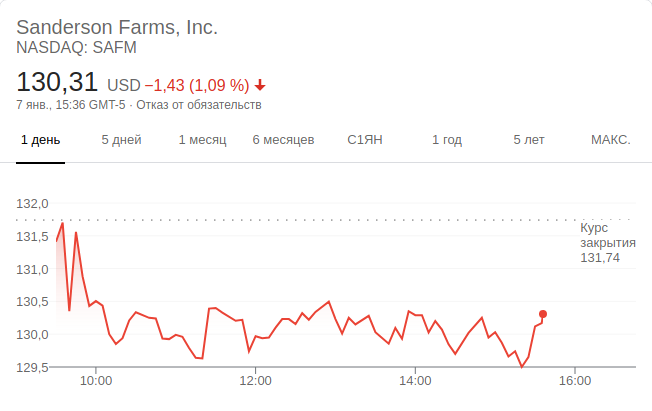 Sanderson Farms, Inc.
NASDAQ: SAFM
130,31 USD −1,43 (1,09 %)
7 янв., 15:36 GMT-5 · Отказ от обязательств
1 день 5 дней 1 месяц 6 месяцев С1ЯН 1 год 5 лет МАКС.
132,0
131,5
131,0
130,5
130,0
129,5
Курс
закрытия
131,74
10:00 12:00 14:00 16:00